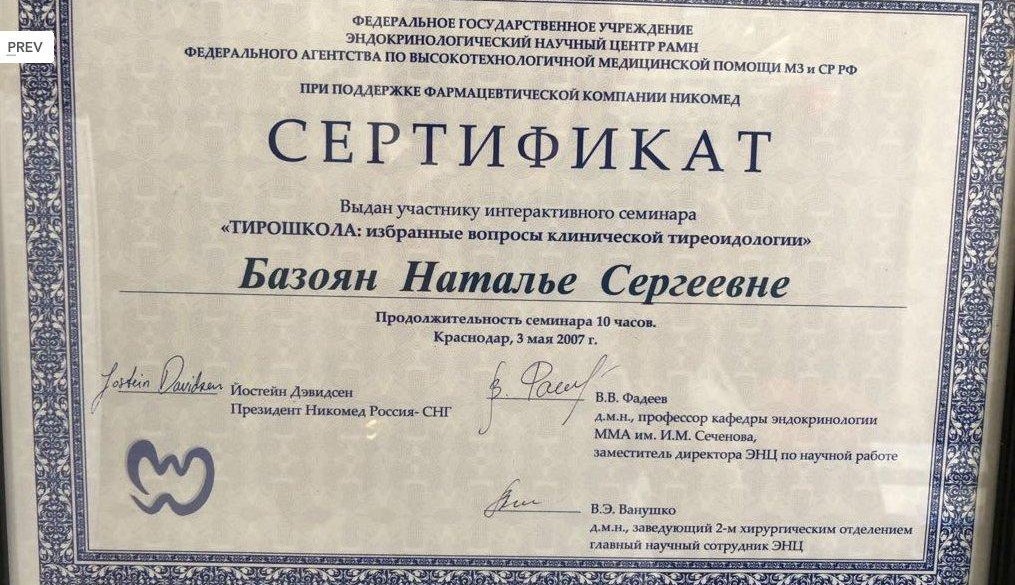 PREV
ФЕДЕРАЛЬНОЕ ГОСУДАРСТВЕННОЕ УЧРЕЖДЕНИЕ
ЭНДОКРИНОЛОГИЧЕСКИЙ НАУЧНЫЙ ЦЕНТР РАМН
ФЕДЕРАЛЬНОГО АГЕНТСТВА ПО ВЫСОКОТЕХНОЛОГИЧНОЙ МЕДИЦИНСКОЙ ПОМОЩИ МЗ и СР РФ
ПРИ ПОДДЕРЖКЕ ФАРМАЦЕВТИЧЕСКОЙ КОМПАНИИ НИКОМЕД
СЕРТИФИКАТ
Выдан участнику интерактивного семинара
«ТИРОШКОЛА: избранные вопросы клинической тиреоидологии»
Базоян Наталье Сергеевне
Продолжительность семинара 10 часов.
Краснодар, 3 мая 2007 г.
Jostein Davidsen
Йостейн Дэвидсен
Президент Никомед Россия- СНГ
В.В. Фадеев
д.м.н., профессор кафедры эндокринологии
ММА им. И.М. Сеченова,
заместитель директора ЭНЦ по научной работе
В.Э. Ванушко
д.м.н., заведующий 2-м хирургическим отделением
главный научный сотрудник ЭНЦ